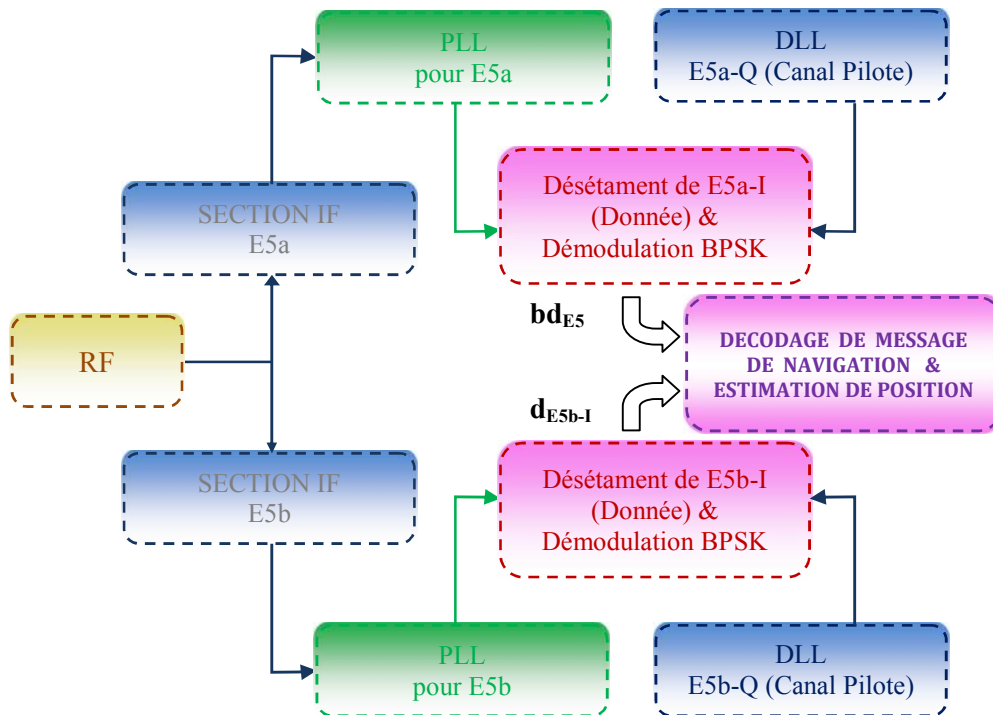 PLL
pour E5a
DLL
E5a-Q (Canal Pilote)
SECTION IF
E5a
Désétament de E5a-I
(Donnée) &
Démodulation BPSK
RF
bdE5
DECODAGE DE MESSAGE
DE NAVIGATION &
ESTIMATION DE POSITION
dE5b-I
SECTION IF
E5b
Désétament de E5b-I
(Donnée) &
Démodulation BPSK
PLL
pour E5b
DLL
E5b-Q (Canal Pilote)